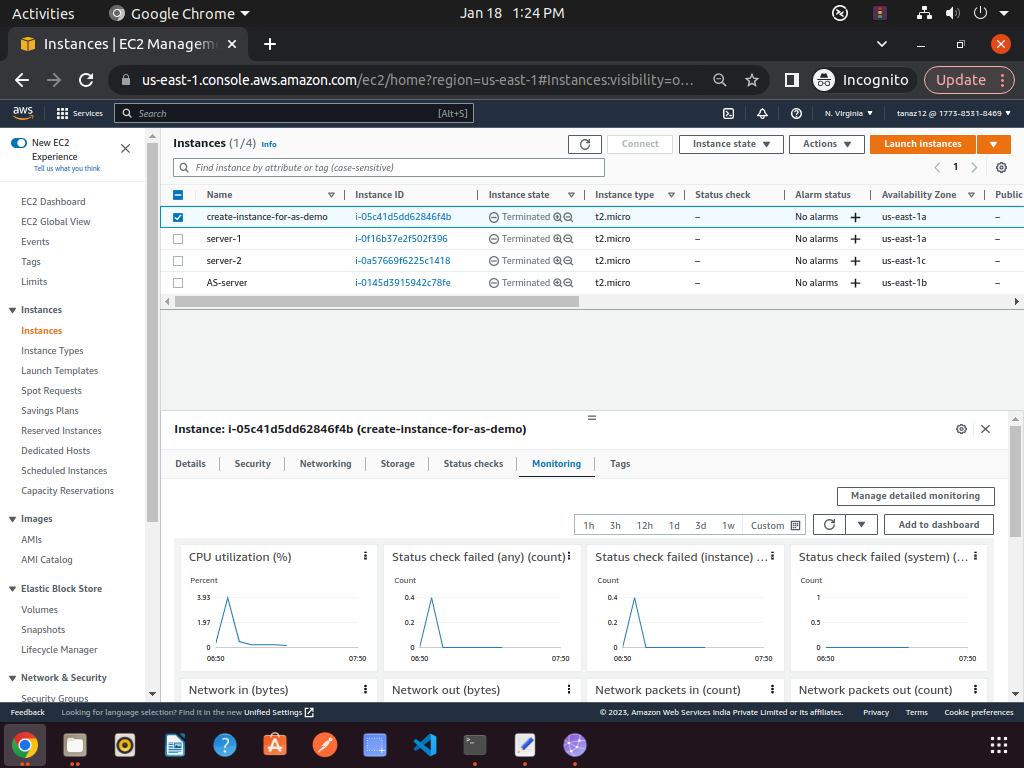 Activities Google Chrome Jan 18 1:24 PM
Instances | EC2 Managem
us-east-1.console.aws.amazon.com/ec2/home?region=us-east-1#Instances:visibility=o... Incognito Update
aws Services Search [Alt+S] N. Virginia tanaz12 @ 1773-8531-8469
New EC2 Experience
Tell us what you think
EC2 Dashboard
EC2 Global View
Events
Tags
Limits
Instances
Instances
Instance Types
Launch Templates
Spot Requests
Savings Plans
Reserved Instances
Dedicated Hosts
Scheduled Instances
Capacity Reservations
Images
AMIs
AMI Catalog
Elastic Block Store
Volumes
Snapshots
Lifecycle Manager
Network & Security
Security Groups
Instances (1/4) Info Connect Instance state Actions Launch instances
Find instance by attribute or tag (case-sensitive) 1
Name Instance ID Instance state Instance type Status check Alarm status Availability Zone Public
create-instance-for-as-demo i-05c41d5dd62846f4b Terminated t2.micro – No alarms + us-east-1a –
server-1 i-0f16b37e2f502f396 Terminated t2.micro – No alarms + us-east-1a –
server-2 i-0a57669f6225c1418 Terminated t2.micro – No alarms + us-east-1c –
AS-server i-0145d3915942c78fe Terminated t2.micro – No alarms + us-east-1b –
Instance: i-05c41d5dd62846f4b (create-instance-for-as-demo)
Details Security Networking Storage Status checks Monitoring Tags
Manage detailed monitoring
1h 3h 12h 1d 3d 1w Custom Add to dashboard
CPU utilization (%)
Percent
3.93
1.97
0
06:50 07:50
Status check failed (any) (count)
Count
0.4
0.2
0
06:50 07:50
Status check failed (instance) ...
Count
0.4
0.2
0
06:50 07:50
Status check failed (system) (...
Count
1
0.5
0
06:50 07:50
Network in (bytes) Network out (bytes) Network packets in (count) Network packets out (count)
Feedback Looking for language selection? Find it in the new Unified Settings © 2023, Amazon Web Services India Private Limited or its affiliates. Privacy Terms Cookie preferences